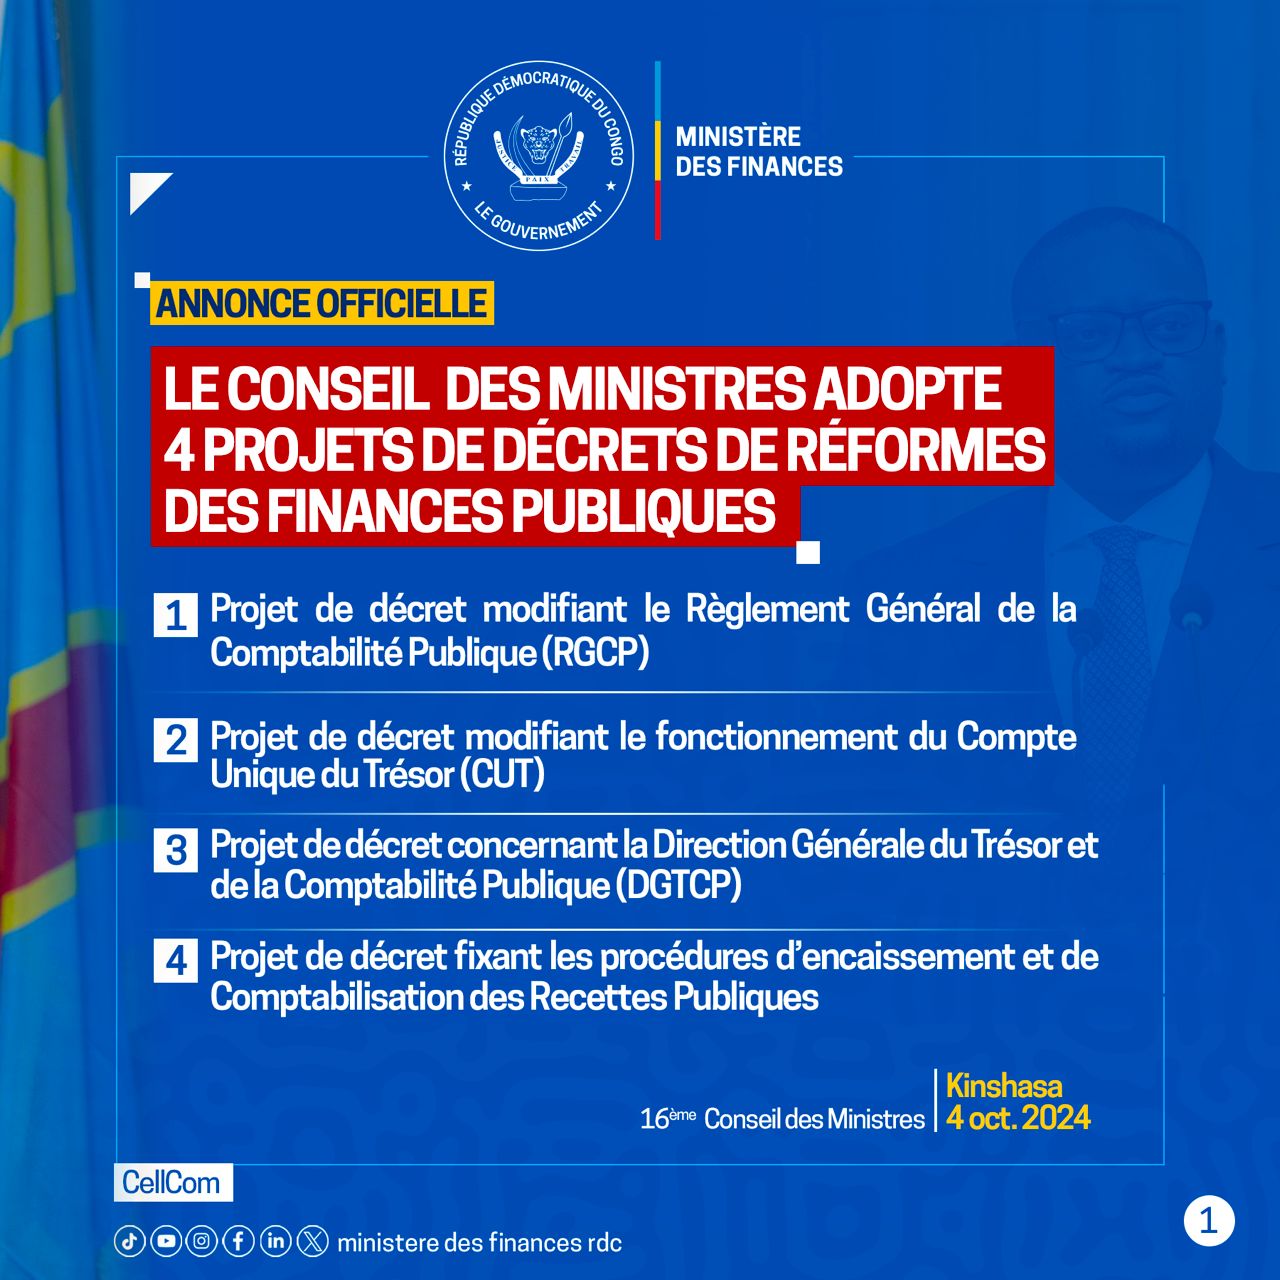 RÉPUBLIQUE DÉMOCRATIQUE DU CONGO
JUSTICE PAIX TRAVAIL
LE GOUVERNEMENT
MINISTÈRE
DES FINANCES
ANNONCE OFFICIELLE
LE CONSEIL DES MINISTRES ADOPTE
4 PROJETS DE DÉCRETS DE RÉFORMES
DES FINANCES PUBLIQUES
1 Projet de décret modifiant le Règlement Général de la
Comptabilité Publique (RGCP)
2 Projet de décret modifiant le fonctionnement du Compte
Unique du Trésor (CUT)
3 Projet de décret concernant la Direction Générale du Trésor et
de la Comptabilité Publique (DGTCP)
4 Projet de décret fixant les procédures d’encaissement et de
Comptabilisation des Recettes Publiques
16ème Conseil des Ministres
Kinshasa
4 oct. 2024
CellCom
ministere des finances rdc
1